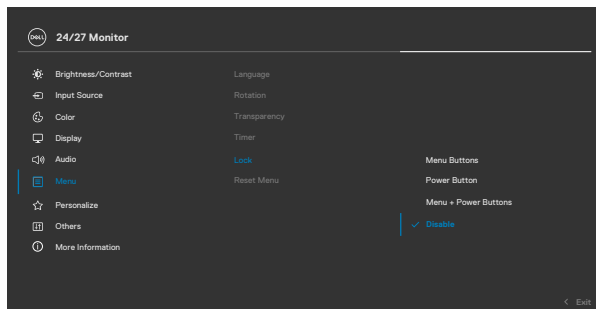 DELL 24/27 Monitor
Brightness/Contrast
Language
Input Source
Rotation
Color
Transparency
Display
Timer
Audio
Lock
Menu Buttons
Menu
Reset Menu
Power Button
Personalize
Menu + Power Buttons
Others
Disable
More Information
Exit